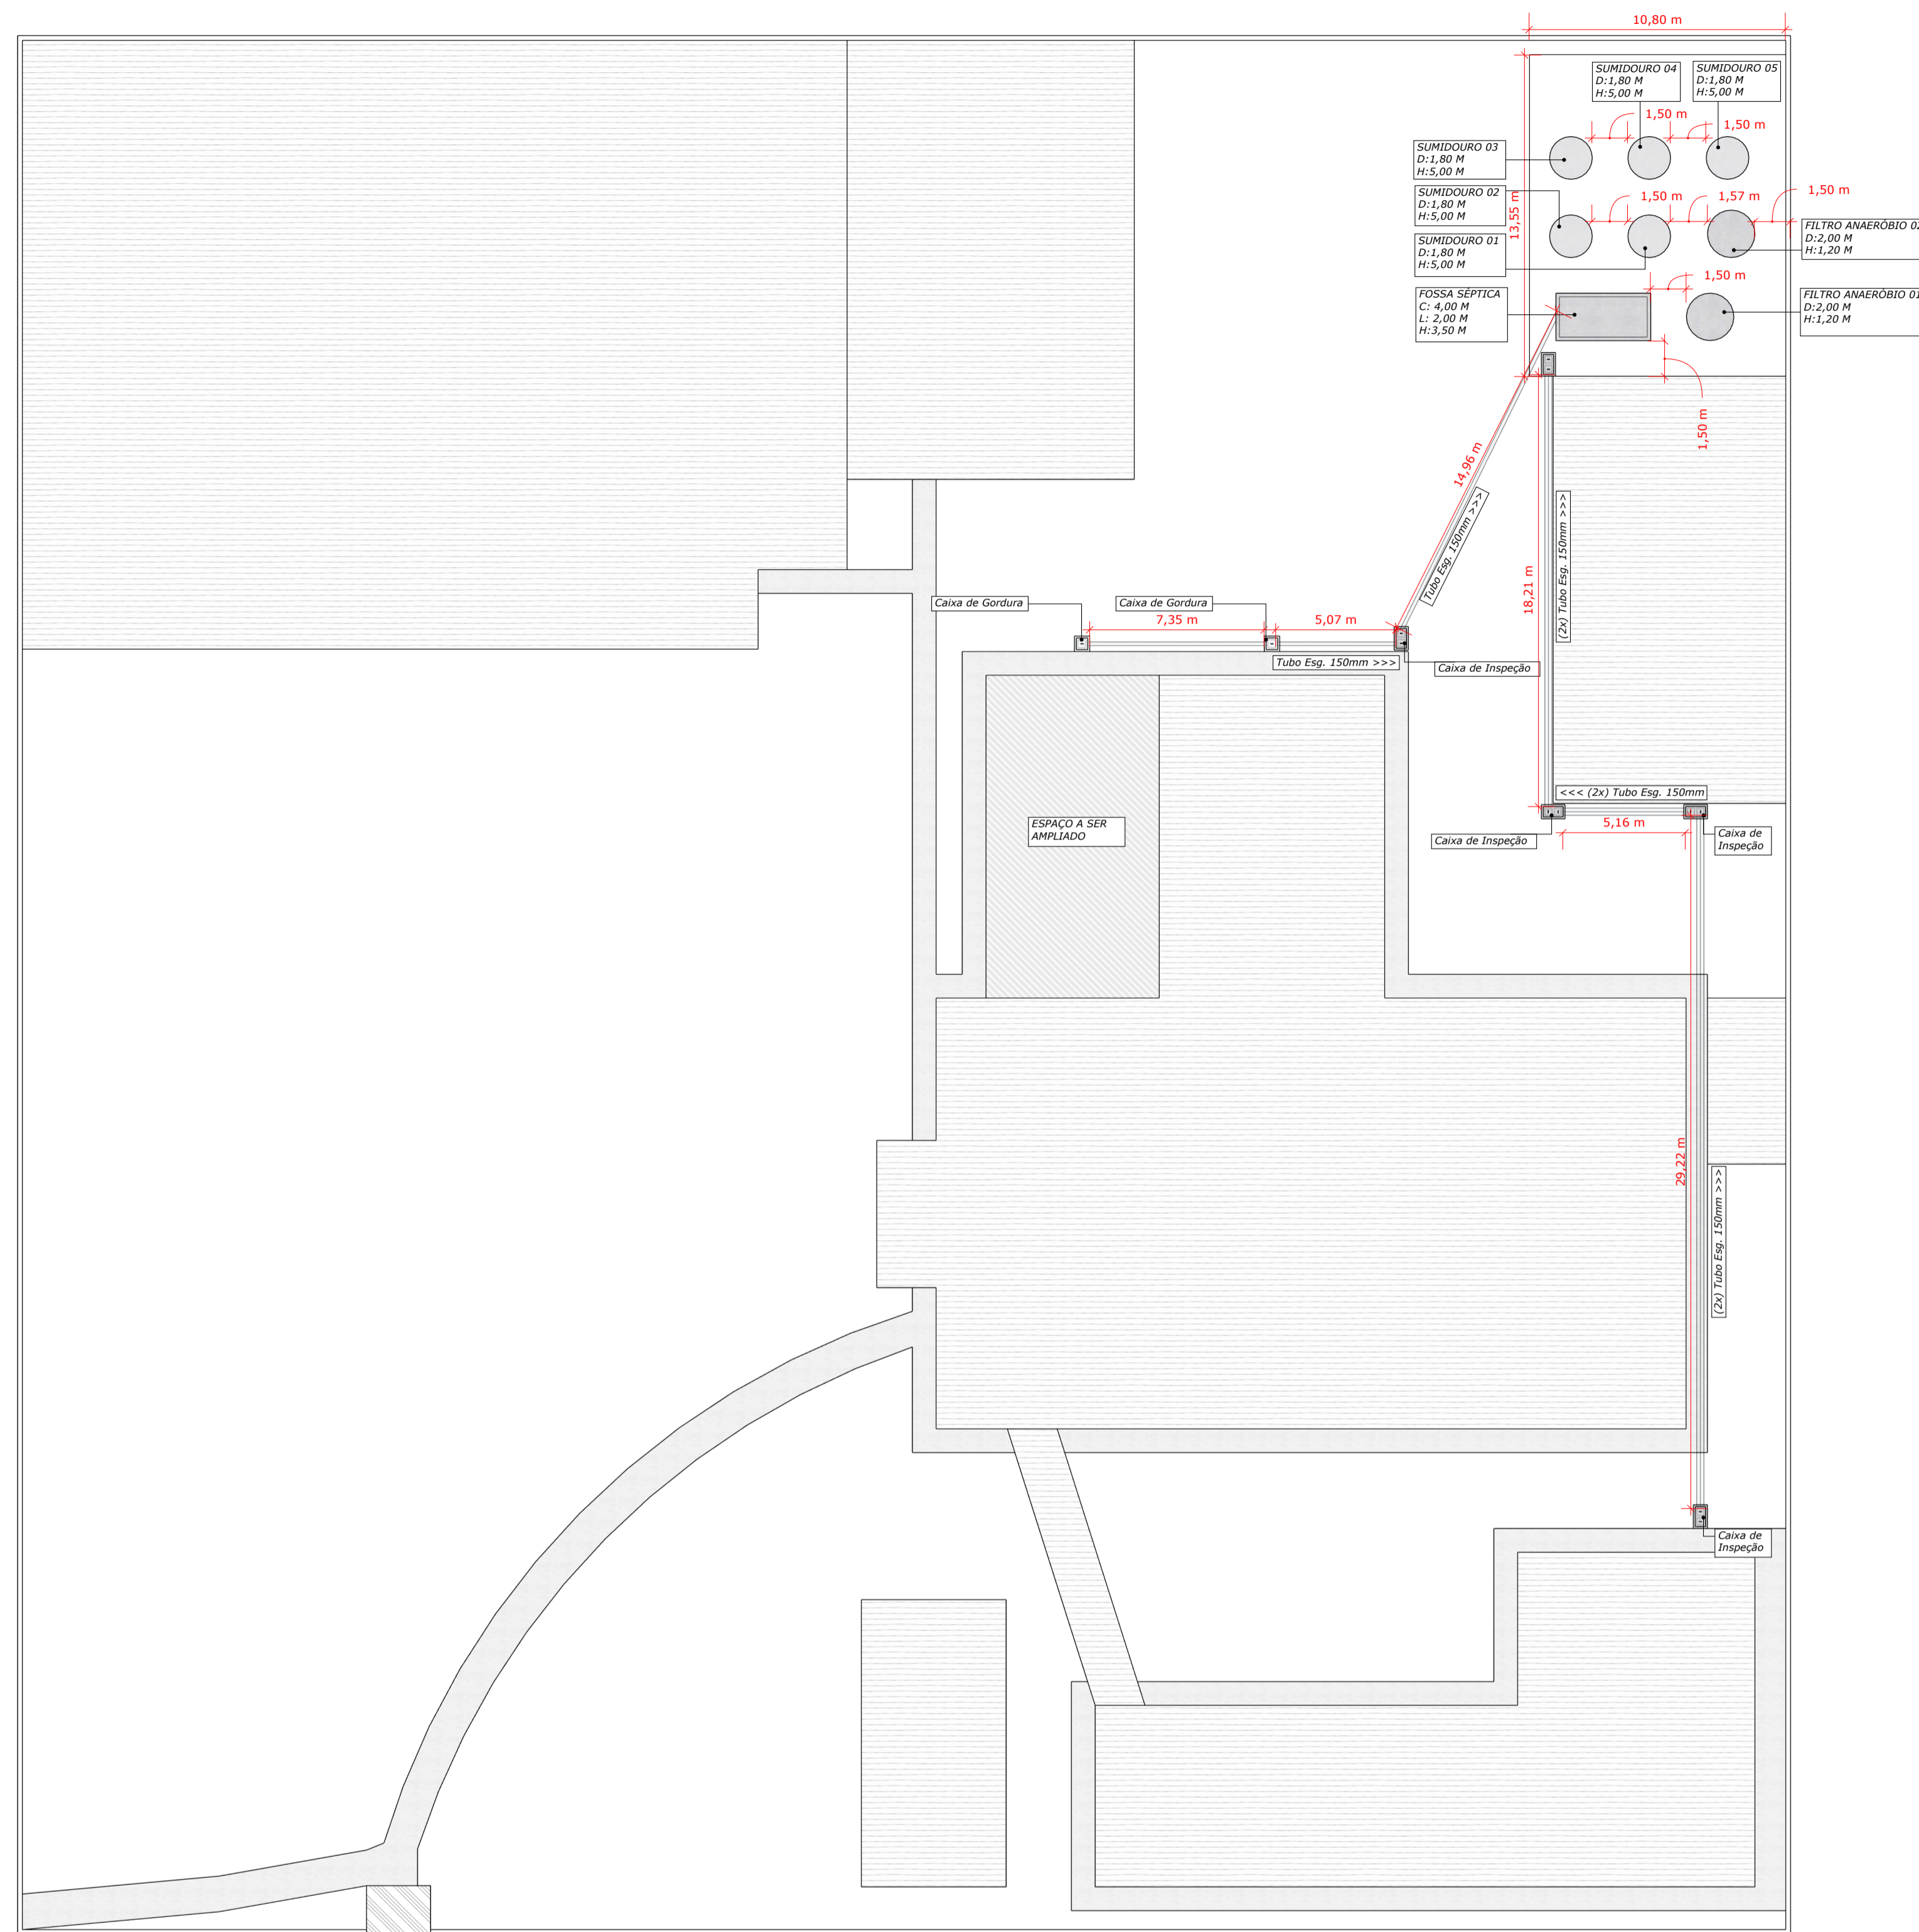 10,80 m
SUMIDOURO 04
D:1,80 M
H:5,00 M
SUMIDOURO 05
D:1,80 M
H:5,00 M
1,50 m
1,50 m
SUMIDOURO 03
D:1,80 M
H:5,00 M
SUMIDOURO 02
D:1,80 M
H:5,00 M
13,55 m
1,50 m
1,57 m
1,50 m
SUMIDOURO 01
D:1,80 M
H:5,00 M
FILTRO ANAERÓBIO 02
D:2,00 M
H:1,20 M
1,50 m
FOSSA SÉPTICA
C: 4,00 M
L: 2,00 M
H:3,50 M
FILTRO ANAERÓBIO 01
D:2,00 M
H:1,20 M
1,50 m
14,96 m
Tubo Esg. 150mm >>>
18,21 m
(2x) Tubo Esg. 150mm >>>
Caixa de Gordura
Caixa de Gordura
7,35 m
5,07 m
Tubo Esg. 150mm >>>
Caixa de Inspeção
<<< (2x) Tubo Esg. 150mm
5,16 m
ESPAÇO A SER
AMPLIADO
Caixa de Inspeção
Caixa de
Inspeção
29,22 m
(2x) Tubo Esg. 150mm >>>
Caixa de
Inspeção